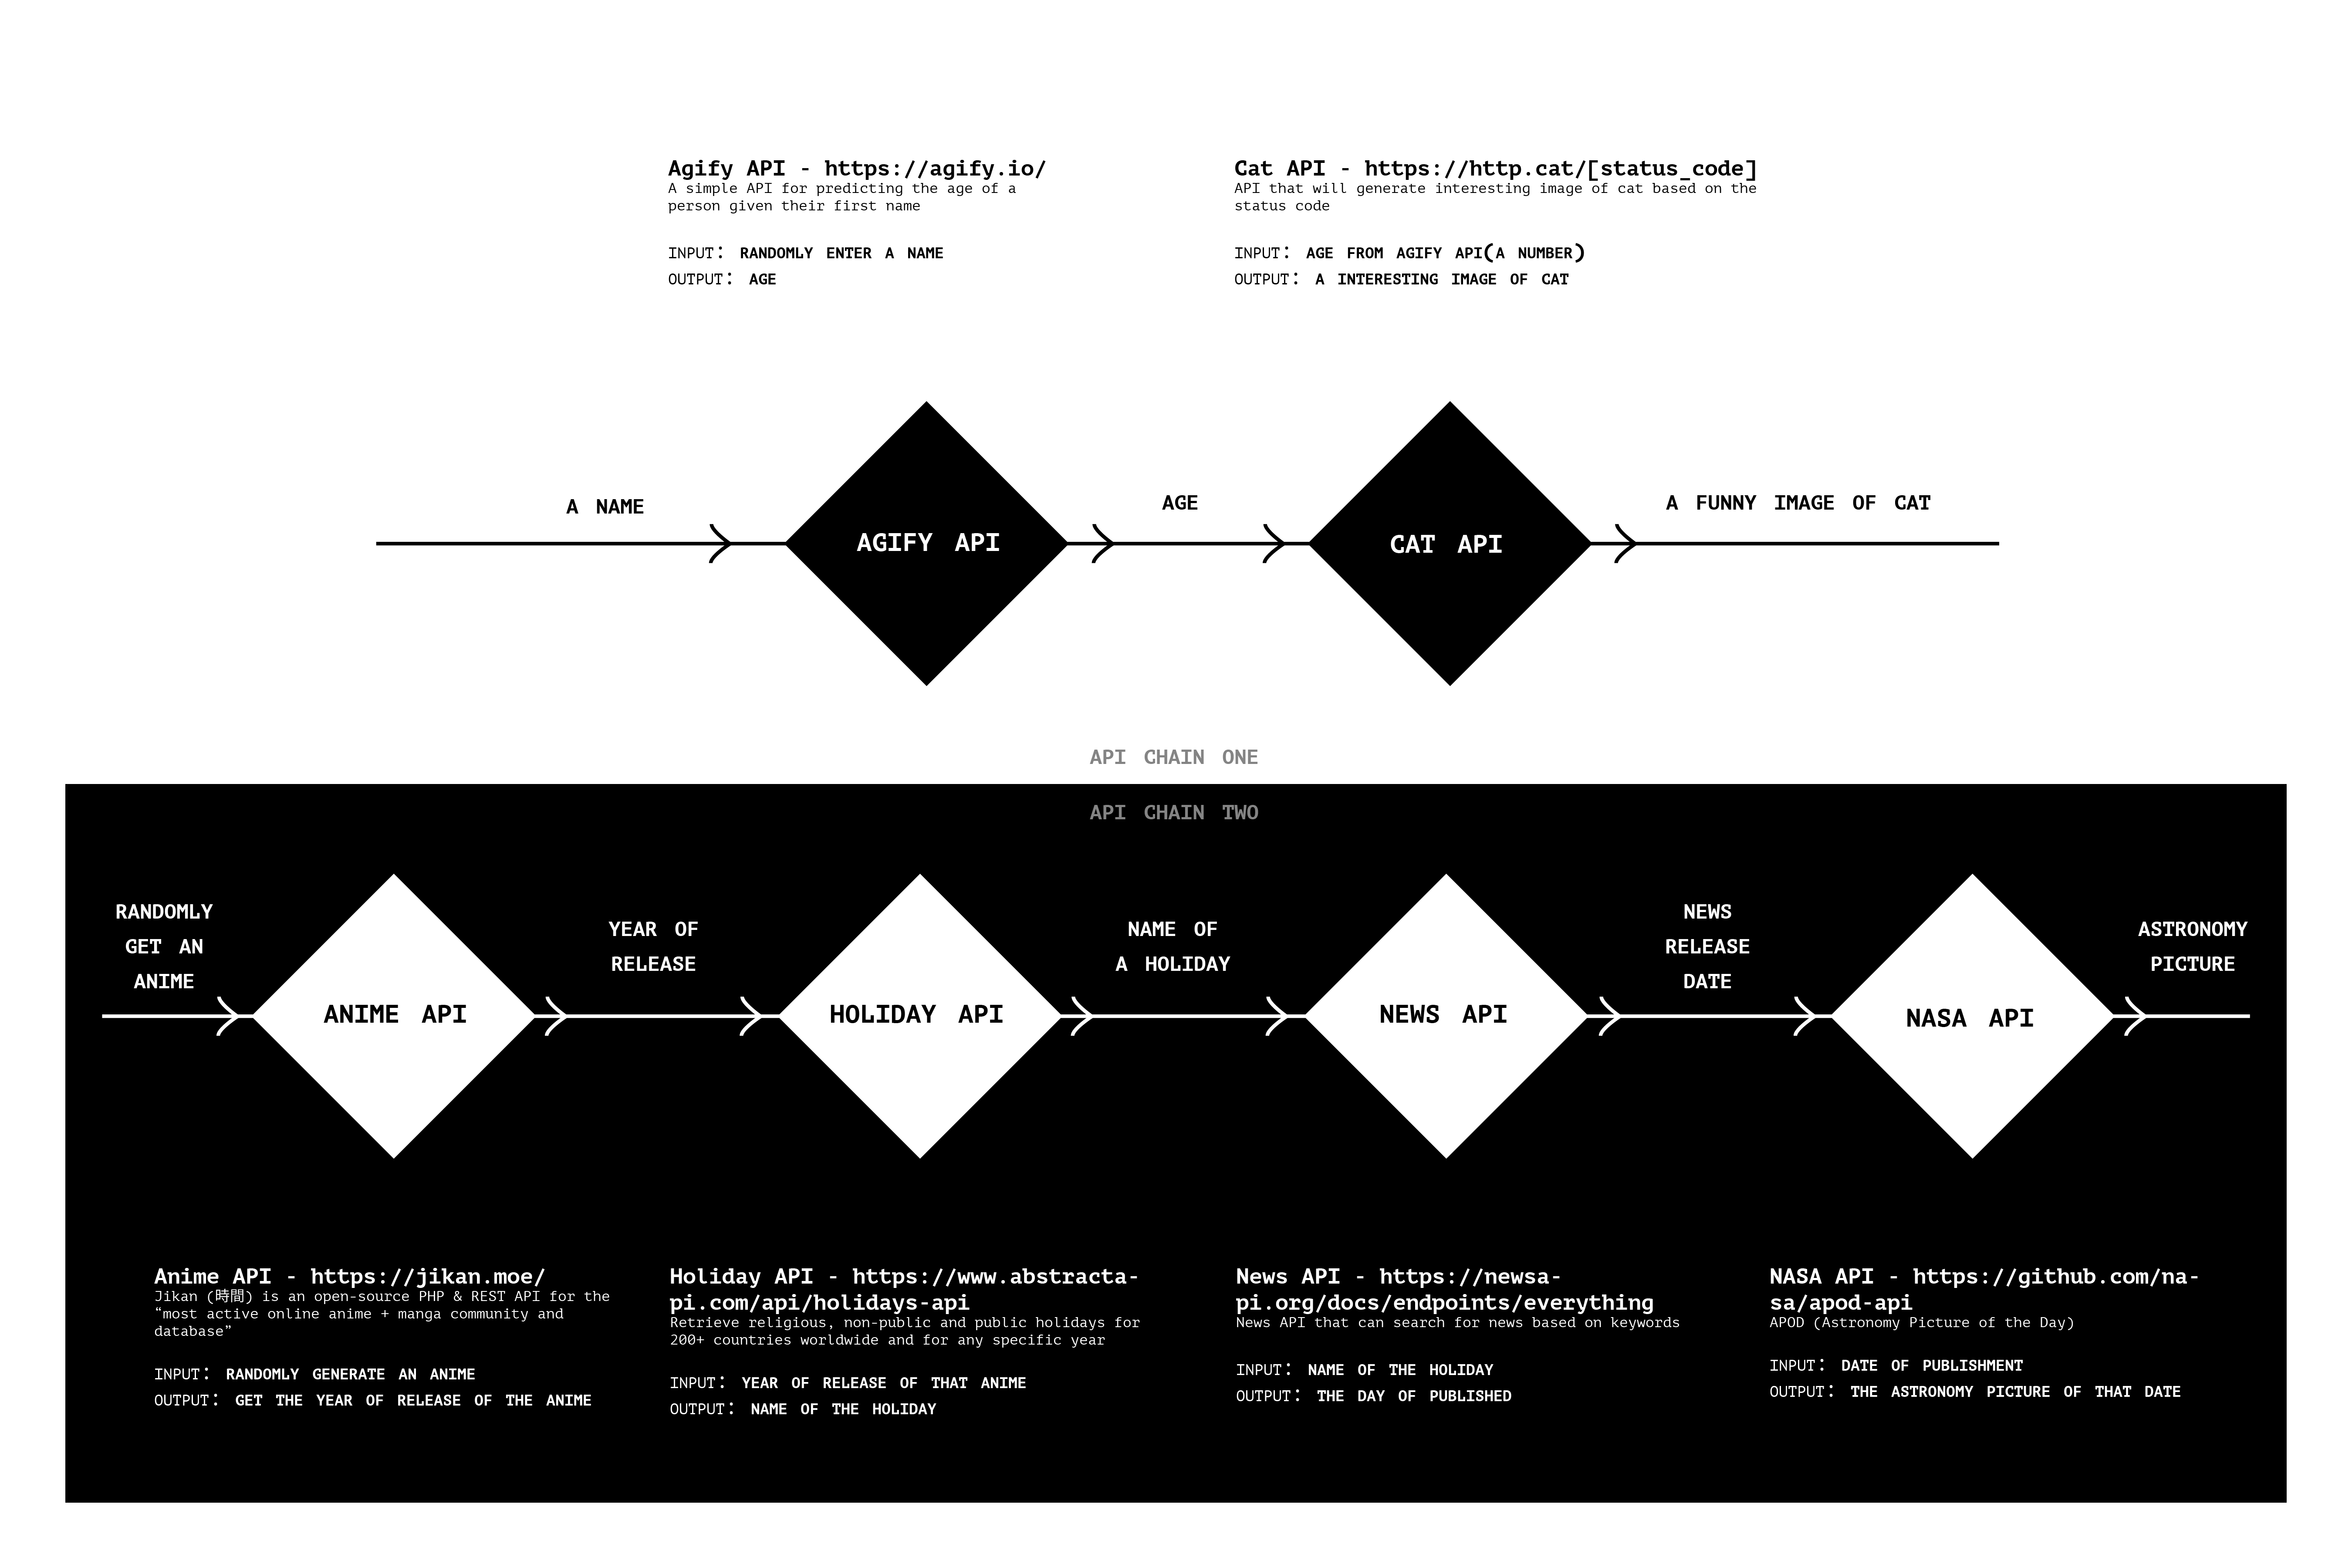 Agify API - https://agify.io/
A simple API for predicting the age of a
person given their first name
INPUT: RANDOMLY ENTER A NAME
OUTPUT: AGE
Cat API - https://http.cat/[status_code]
API that will generate interesting image of cat based on the
status code
INPUT: AGE FROM AGIFY API(A NUMBER)
OUTPUT: A INTERESTING IMAGE OF CAT
A NAME
AGIFY API
AGE
CAT API
A FUNNY IMAGE OF CAT
API CHAIN ONE
API CHAIN TWO
RANDOMLY
GET AN
ANIME
ANIME API
YEAR OF
RELEASE
HOLIDAY API
NAME OF
A HOLIDAY
NEWS API
NEWS
RELEASE
DATE
NASA API
ASTRONOMY
PICTURE
Anime API - https://jikan.moe/
Jikan (時間) is an open-source PHP & REST API for the
“most active online anime + manga community and
database”
INPUT: RANDOMLY GENERATE AN ANIME
OUTPUT: GET THE YEAR OF RELEASE OF THE ANIME
Holiday API - https://www.abstracta-
pi.com/api/holidays-api
Retrieve religious, non-public and public holidays for
200+ countries worldwide and for any specific year
INPUT: YEAR OF RELEASE OF THAT ANIME
OUTPUT: NAME OF THE HOLIDAY
News API - https://newsa-
pi.org/docs/endpoints/everything
News API that can search for news based on keywords
INPUT: NAME OF THE HOLIDAY
OUTPUT: THE DAY OF PUBLISHED
NASA API - https://github.com/na-
sa/apod-api
APOD (Astronomy Picture of the Day)
INPUT: DATE OF PUBLISHMENT
OUTPUT: THE ASTRONOMY PICTURE OF THAT DATE